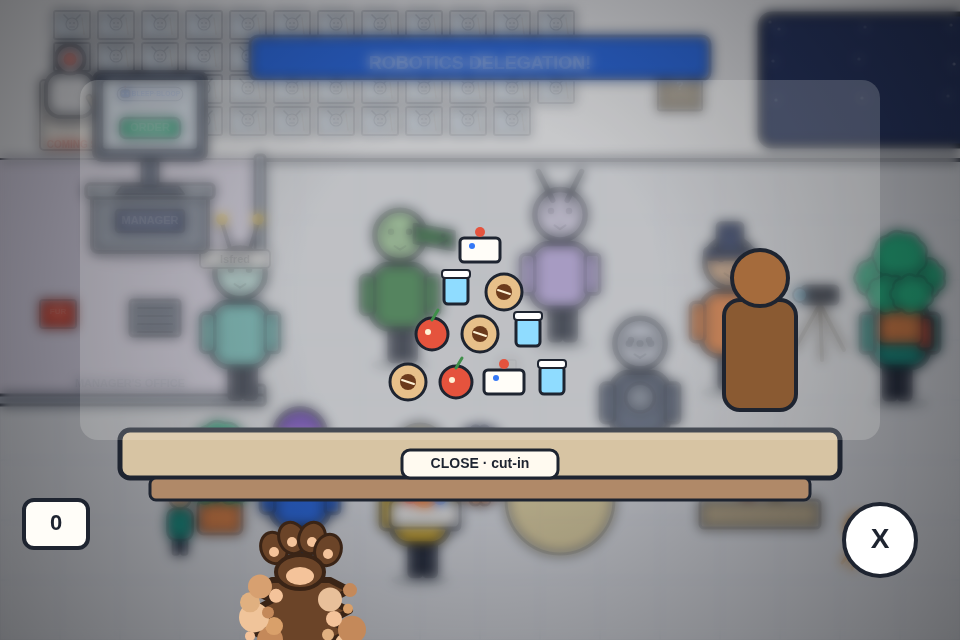 ROBOTICS DELEGATION!
MANAGER
CLOSE · cut-in
0
X